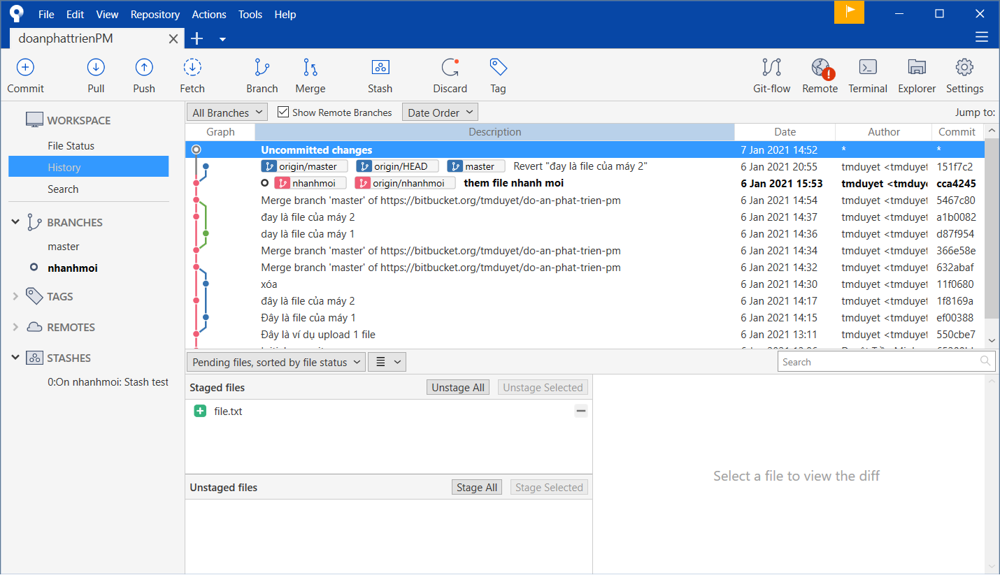 File Edit View Repository Actions Tools Help
doanphattrienPM
Commit Pull Push Fetch Branch Merge Stash Discard Tag Git-flow Remote Terminal Explorer Settings
WORKSPACE
File Status
History
Search
BRANCHES
master
nhanhmoi
TAGS
REMOTES
STASHES
0:On nhanhmoi: Stash test
All Branches Show Remote Branches Date Order Jump to:
Graph Description Date Author Commit
Uncommitted changes 7 Jan 2021 14:52 * *
origin/master origin/HEAD master Revert "đay là file của máy 2" 6 Jan 2021 20:55 tmduyet <tmduyet 151f7c2
nhanhmoi origin/nhanhmoi them file nhanh moi 6 Jan 2021 15:53 tmduyet <tmduye cca4245
Merge branch 'master' of https://bitbucket.org/tmduyet/do-an-phat-trien-pm 6 Jan 2021 14:54 tmduyet <tmduyet 5467c80
đay là file của máy 2 6 Jan 2021 14:37 tmduyet <tmduyet a1b0082
day là file của máy 1 6 Jan 2021 14:36 tmduyet <tmduyet d87f954
Merge branch 'master' of https://bitbucket.org/tmduyet/do-an-phat-trien-pm 6 Jan 2021 14:34 tmduyet <tmduyet 366e58e
Merge branch 'master' of https://bitbucket.org/tmduyet/do-an-phat-trien-pm 6 Jan 2021 14:32 tmduyet <tmduyet 632abaf
xóa 6 Jan 2021 14:30 tmduyet <tmduyet 11f0680
đây là file của máy 2 6 Jan 2021 14:17 tmduyet <tmduyet 1f8169a
Đây là file của máy 1 6 Jan 2021 14:15 tmduyet <tmduyet ef00388
Đây là ví dụ upload 1 file 6 Jan 2021 13:11 tmduyet <tmduyet 550cbe7
Pending files, sorted by file status Search
Staged files Unstage All Unstage Selected
file.txt
Unstaged files Stage All Stage Selected
Select a file to view the diff